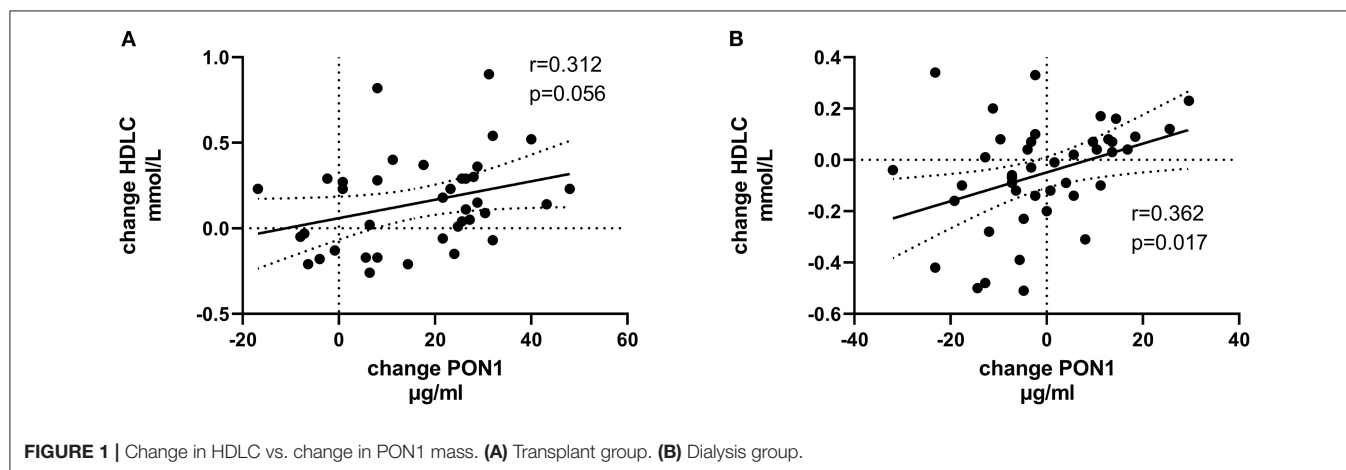 A
change HDLC
mmol/L
1.0
0.5
0.0
-0.5
r=0.312
p=0.056
-20 0 20 40 60
change PON1
µg/ml
B
change HDLC
mmol/L
0.4
0.2
0.0
-0.2
-0.4
-0.6
r=0.362
p=0.017
-40 -20 0 20 40
change PON1
µg/ml
FIGURE 1 | Change in HDLC vs. change in PON1 mass. (A) Transplant group. (B) Dialysis group.